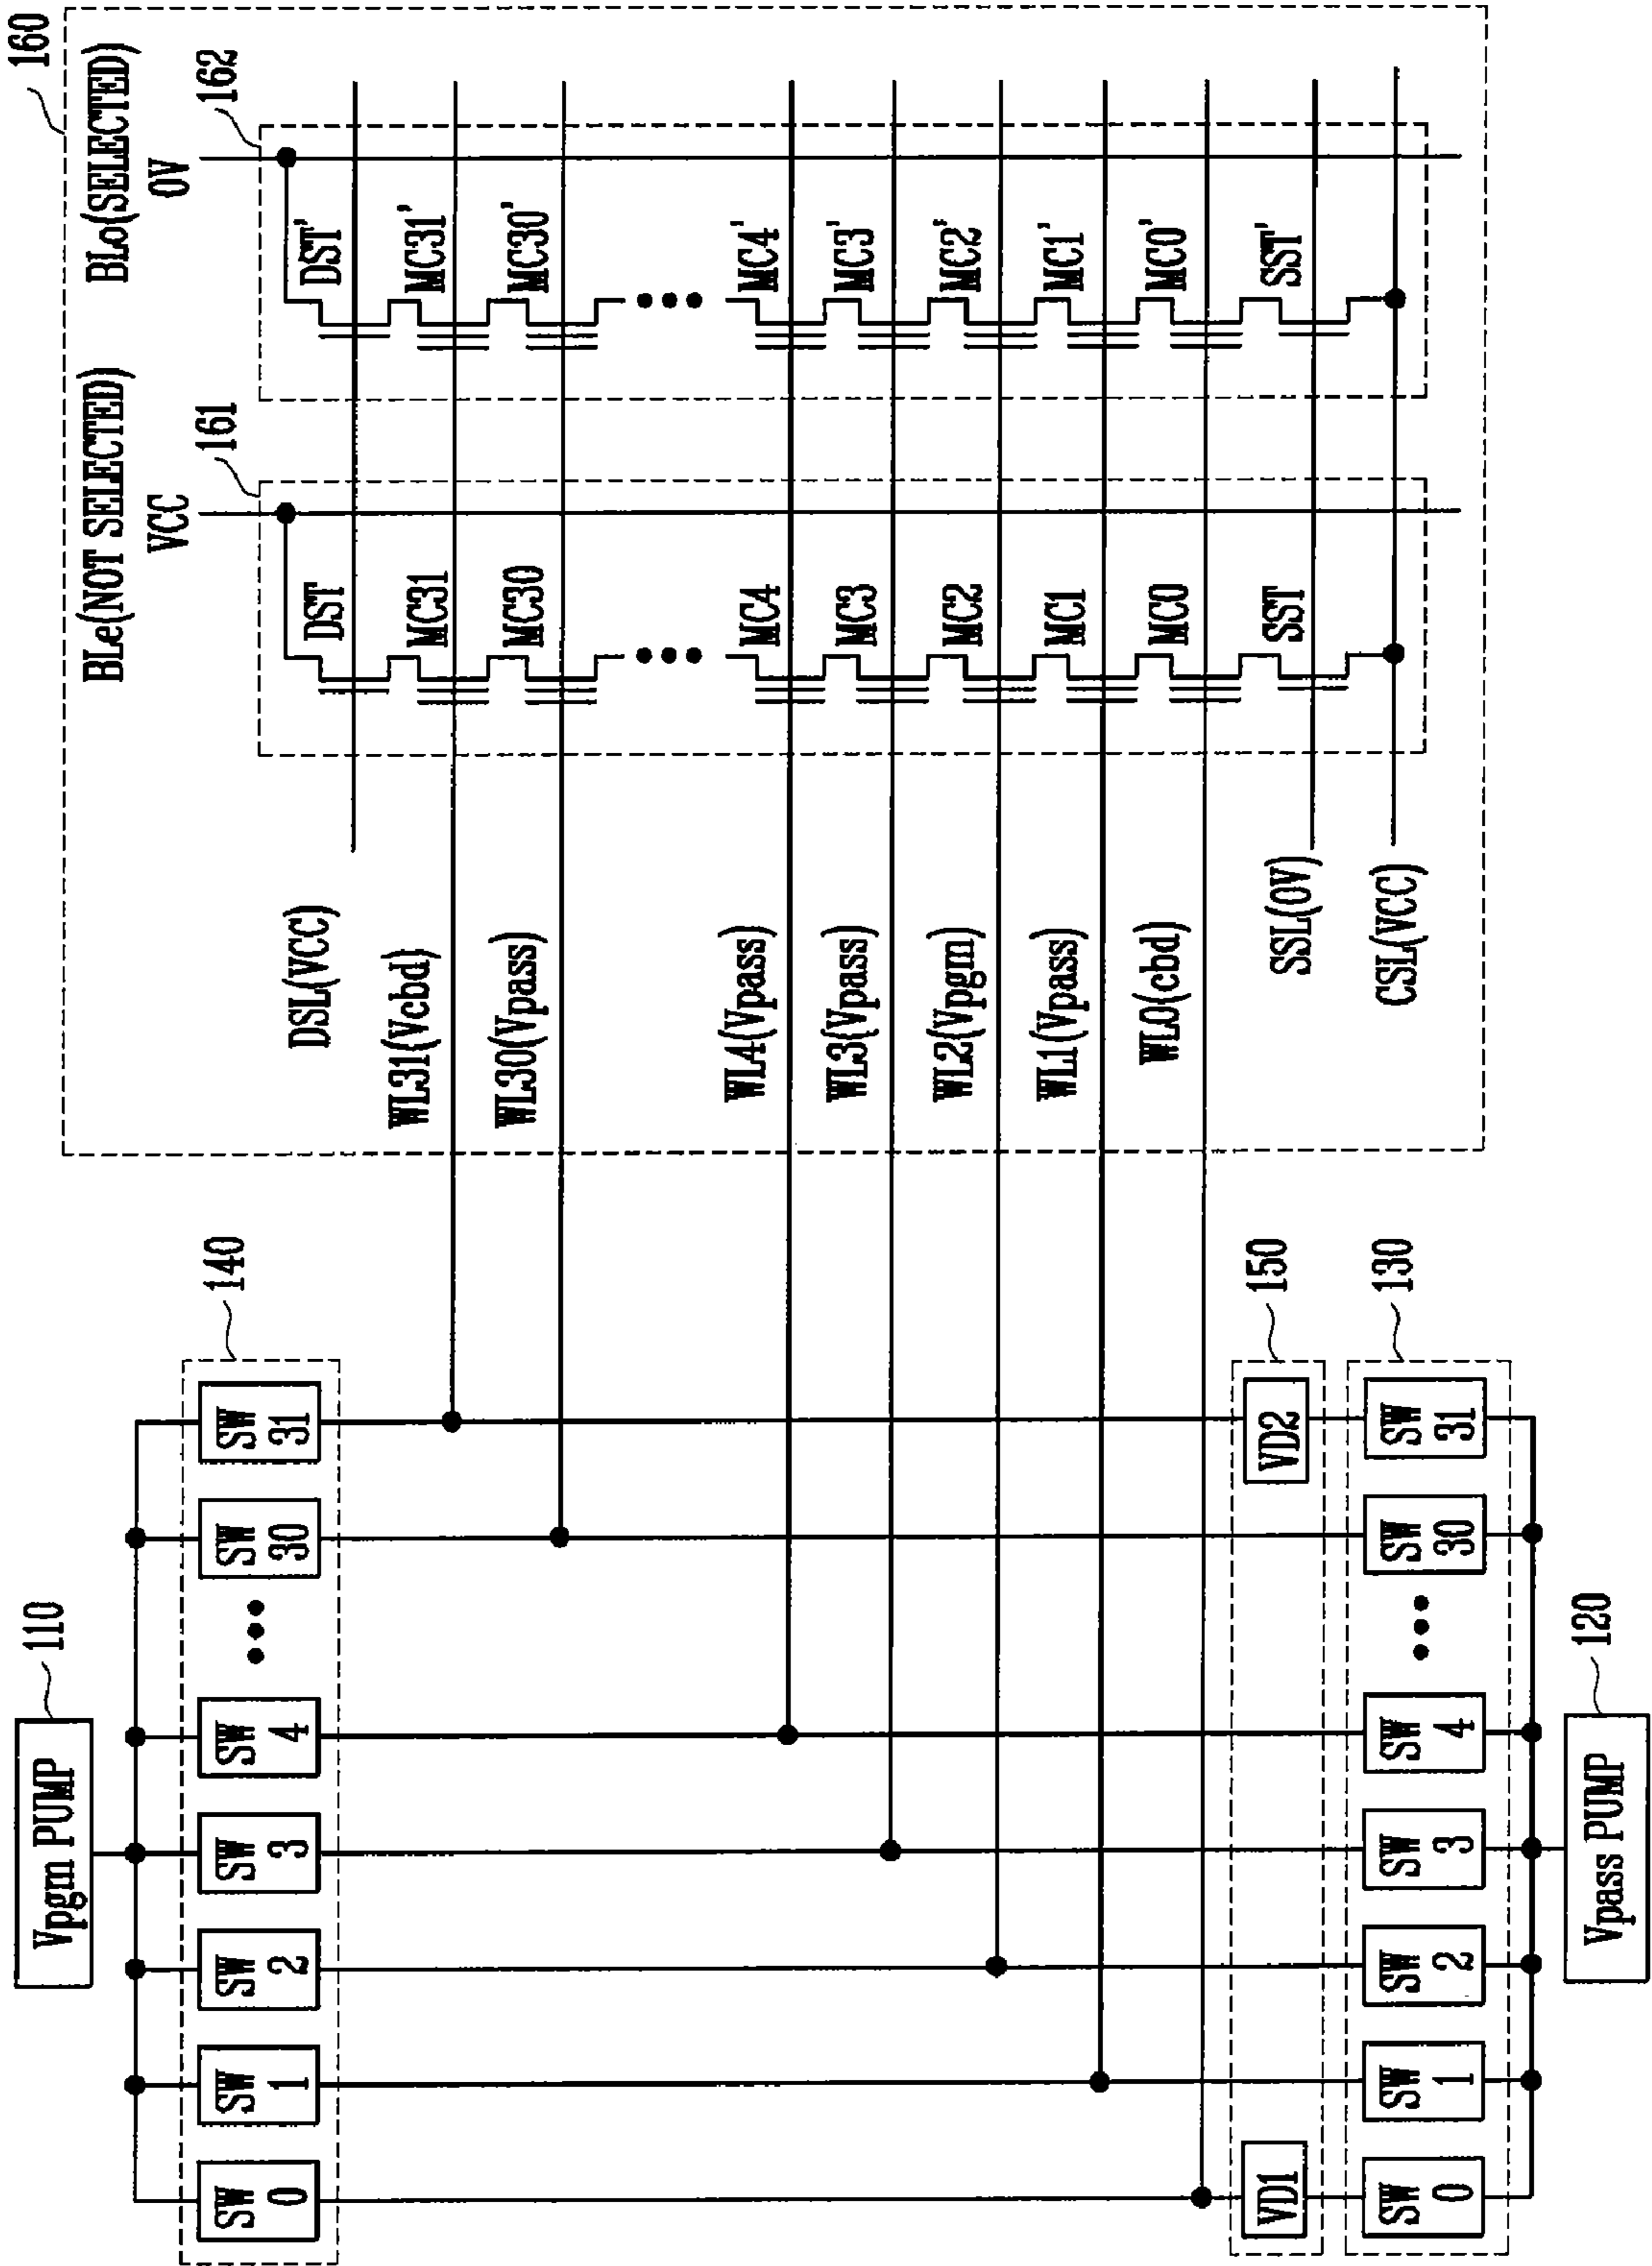 160
BLe(NOT SELECTED)
BLo(SELECTED)
VCC
0V
161
162
DSL(VCC)
DST
DST'
WL31(Vcbd)
MC31
MC31'
WL30(Vpass)
MC30
MC30'
WL4(Vpass)
MC4
MC4'
WL3(Vpass)
MC3
MC3'
WL2(Vpgm)
MC2
MC2'
WL1(Vpass)
MC1
MC1'
WL0(cbd)
MC0
MC0'
SSL(0V)
SST
SST'
CSL(VCC)
Vpgm PUMP
110
140
SW
0
SW
1
SW
2
SW
3
SW
4
SW
30
SW
31
150
VD1
VD2
130
SW
0
SW
1
SW
2
SW
3
SW
4
SW
30
SW
31
Vpass PUMP
120